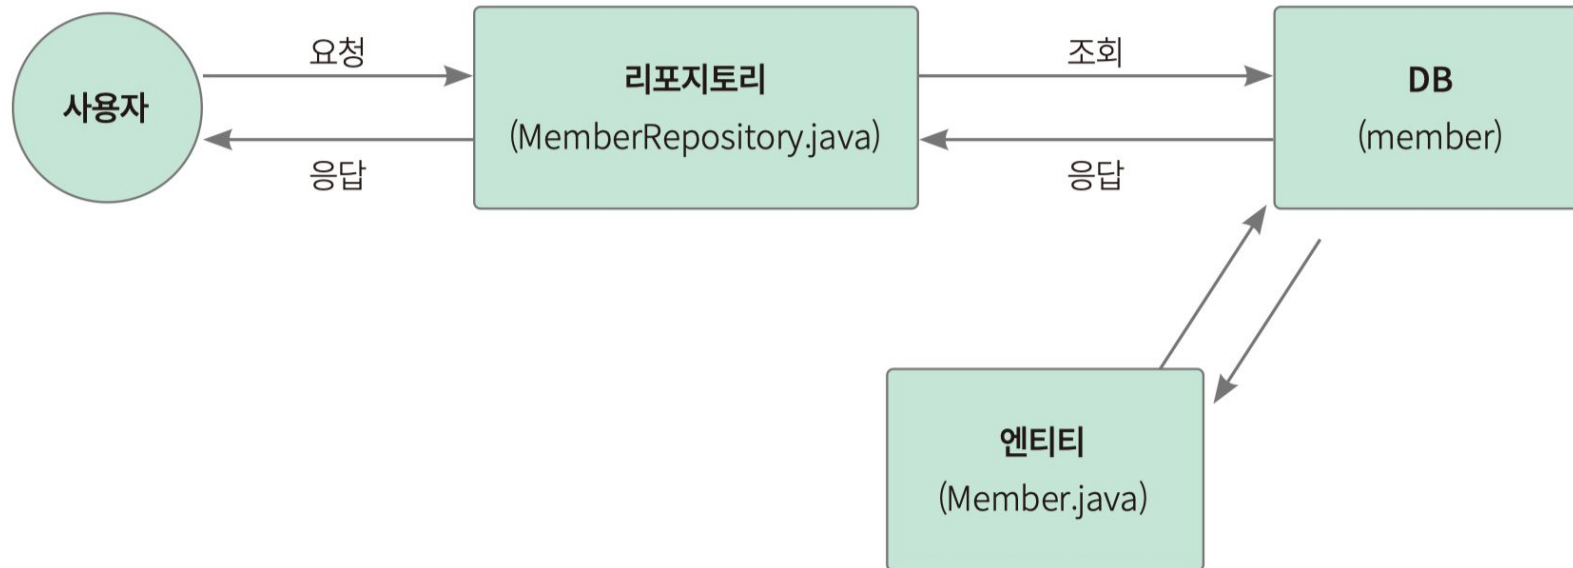 사용자
요청
응답
리포지토리
(MemberRepository.java)
조회
응답
DB
(member)
엔티티
(Member.java)